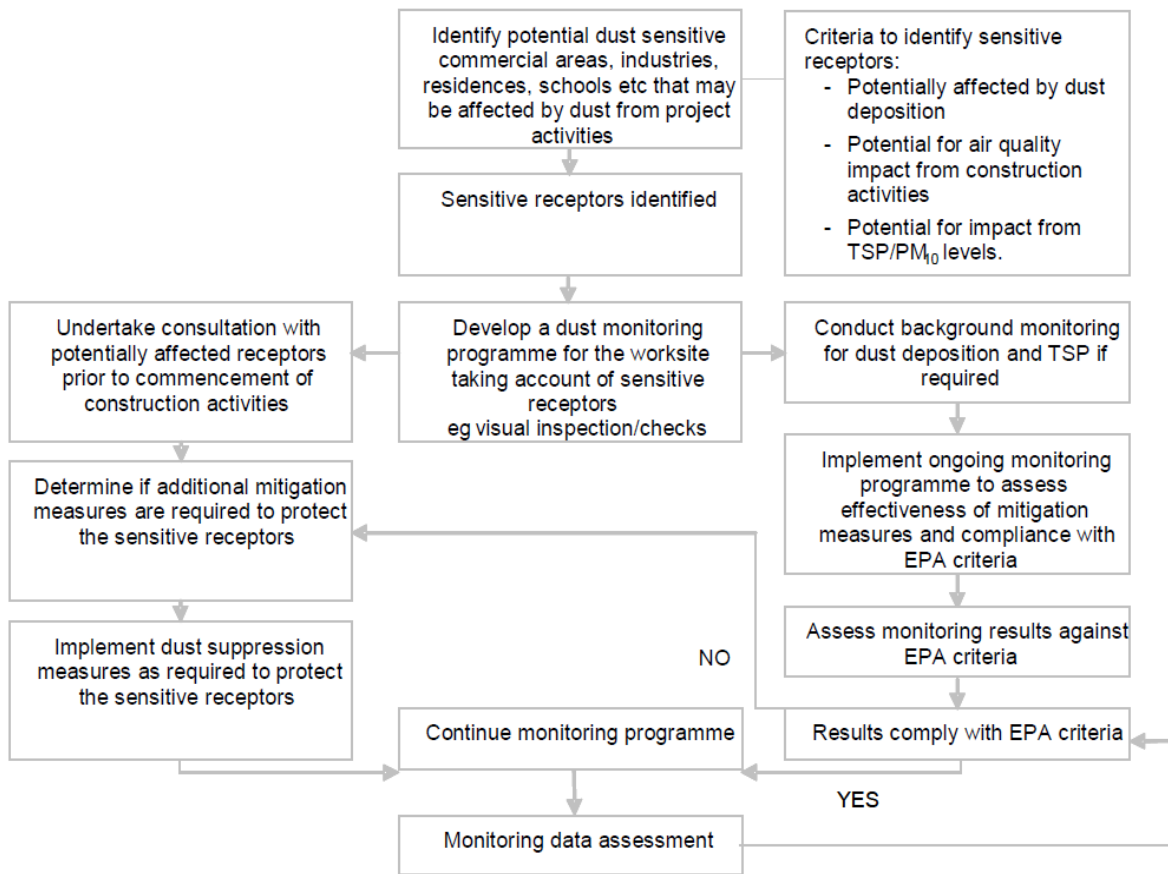 Identify potential dust sensitive
commercial areas, industries,
residences, schools etc that may
be affected by dust from project
activities
Criteria to identify sensitive
receptors:
- Potentially affected by dust
deposition
- Potential for air quality
impact from construction
activities
- Potential for impact from
TSP/PM10 levels.
Sensitive receptors identified
Undertake consultation with
potentially affected receptors
prior to commencement of
construction activities
Develop a dust monitoring
programme for the worksite
taking account of sensitive
receptors
eg visual inspection/checks
Conduct background monitoring
for dust deposition and TSP if
required
Determine if additional mitigation
measures are required to protect
the sensitive receptors
Implement ongoing monitoring
programme to assess
effectiveness of mitigation
measures and compliance with
EPA criteria
Implement dust suppression
measures as required to protect
the sensitive receptors
Assess monitoring results against
EPA criteria
NO
Continue monitoring programme
Results comply with EPA criteria
YES
Monitoring data assessment